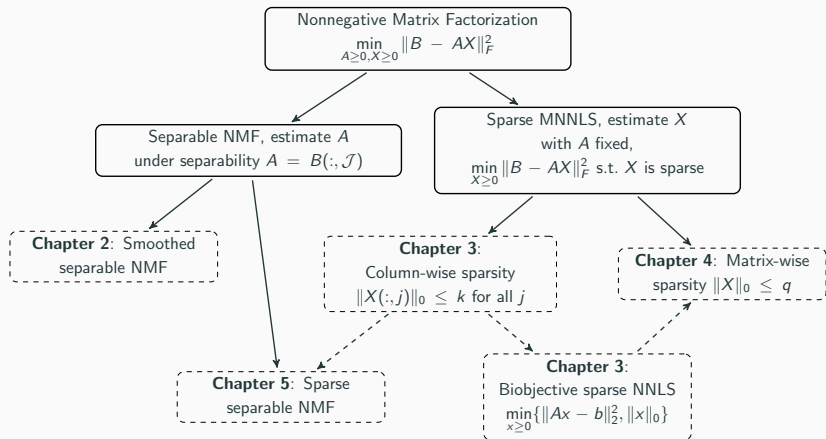 Nonnegative Matrix Factorization
min_{A≥0,X≥0} ‖B − AX‖²_F
Separable NMF, estimate A
under separability A = B(:, 𝒥)
Sparse MNNLS, estimate X
with A fixed,
min_{X≥0} ‖B − AX‖²_F s.t. X is sparse
Chapter 2: Smoothed
separable NMF
Chapter 3:
Column-wise sparsity
‖X(:, j)‖₀ ≤ k for all j
Chapter 4: Matrix-wise
sparsity ‖X‖₀ ≤ q
Chapter 5: Sparse
separable NMF
Chapter 3:
Biobjective sparse NNLS
min_{x≥0} {‖Ax − b‖²₂, ‖x‖₀}